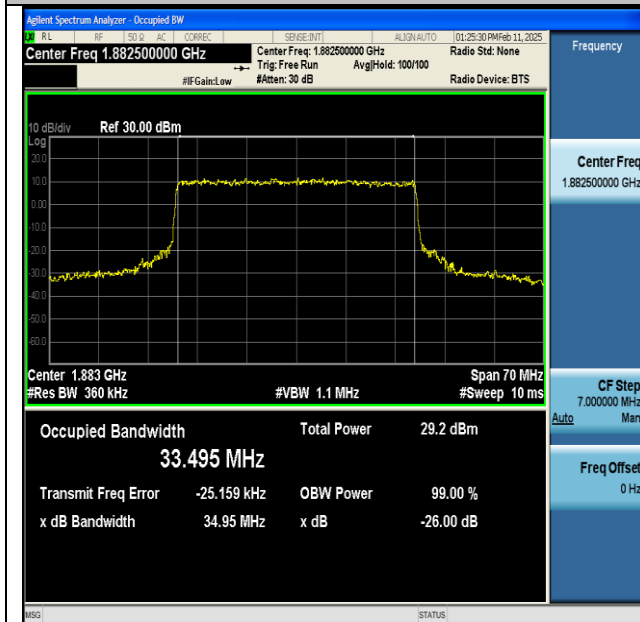 Agilent Spectrum Analyzer - Occupied BW
RL RF 50 Ω AC CORREC SENSE:INT ALIGN AUTO 01:25:30 PM Feb 11, 2025
Center Freq 1.882500000 GHz
Center Freq: 1.882500000 GHz Radio Std: None
Trig: Free Run Avg|Hold: 100/100
#IFGain:Low #Atten: 30 dB Radio Device: BTS
Frequency
10 dB/div Ref 30.00 dBm
Log
20.0
10.0
0.00
-10.0
-20.0
-30.0
-40.0
-50.0
-60.0
Center Freq
1.882500000 GHz
Center 1.883 GHz Span 70 MHz
#Res BW 360 kHz #VBW 1.1 MHz #Sweep 10 ms
CF Step
7.000000 MHz
Auto Man
Occupied Bandwidth Total Power 29.2 dBm
33.495 MHz
Transmit Freq Error -25.159 kHz OBW Power 99.00 %
x dB Bandwidth 34.95 MHz x dB -26.00 dB
Freq Offset
0 Hz
MSG STATUS